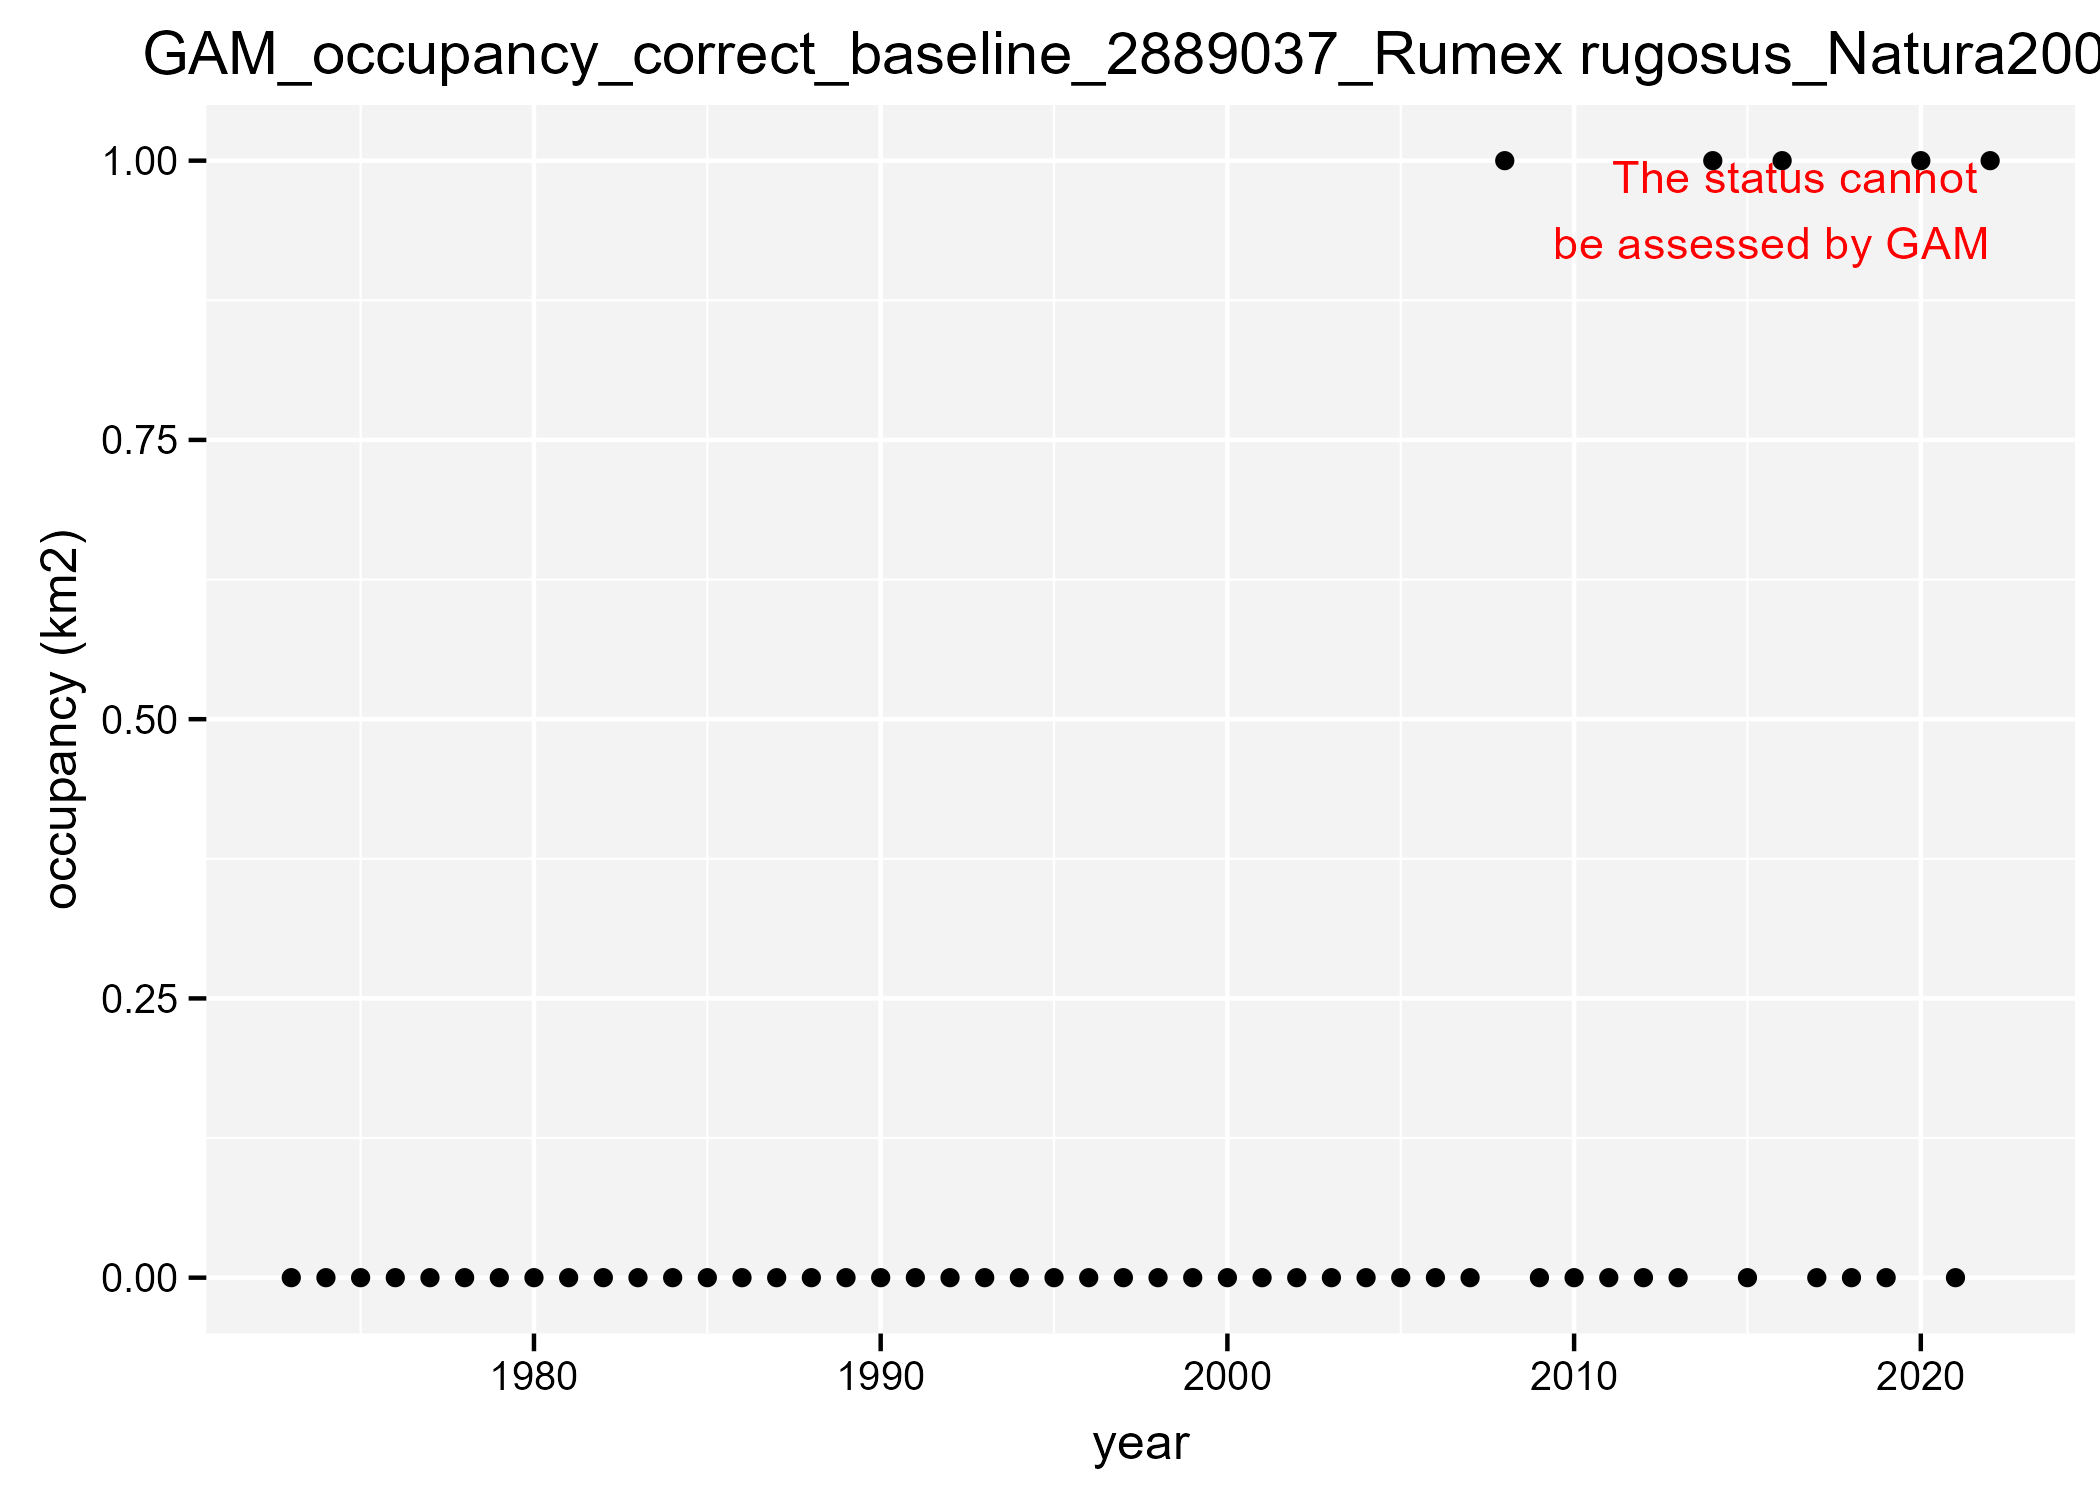 GAM_occupancy_correct_baseline_2889037_Rumex rugosus_Natura200
1.00
The status cannot
be assessed by GAM
0.75
occupancy (km2)
0.50
0.25
0.00
1980 1990 2000 2010 2020
year